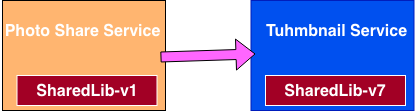 Photo Share Service
Tuhmbnail Service
SharedLib-v1
SharedLib-v7